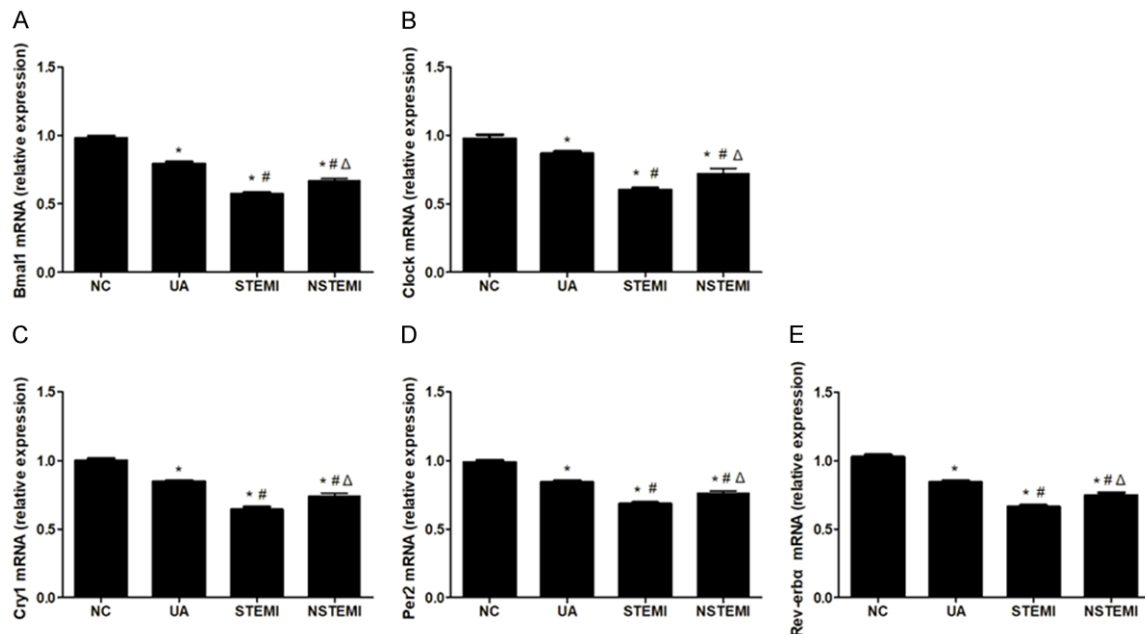 A
Bmal1 mRNA (relative expression)
1.5
1.0
0.5
0.0
*
* #
* # Δ
NC UA STEMI NSTEMI
B
Clock mRNA (relative expression)
1.5
1.0
0.5
0.0
*
* #
* # Δ
NC UA STEMI NSTEMI
C
Cry1 mRNA (relative expression)
1.5
1.0
0.5
0.0
*
* #
* # Δ
NC UA STEMI NSTEMI
D
Per2 mRNA (relative expression)
1.5
1.0
0.5
0.0
*
* #
* # Δ
NC UA STEMI NSTEMI
E
Rev-erbα mRNA (relative expression)
1.5
1.0
0.5
0.0
*
* #
* # Δ
NC UA STEMI NSTEMI